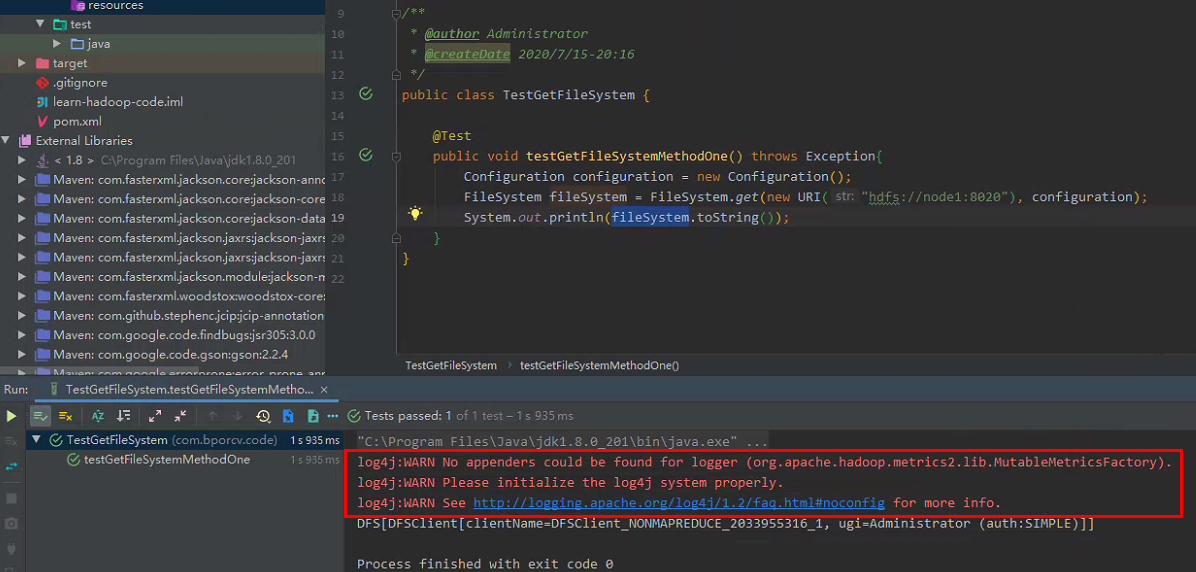 resources
test
java
target
.gitignore
learn-hadoop-code.iml
pom.xml
External Libraries
< 1.8 > C:\Program Files\Java\jdk1.8.0_201
Maven: com.fasterxml.jackson.core:jackson-anno
Maven: com.fasterxml.jackson.core:jackson-core
Maven: com.fasterxml.jackson.core:jackson-data
Maven: com.fasterxml.jackson.jaxrs:jackson-jaxrs
Maven: com.fasterxml.jackson.jaxrs:jackson-jaxrs
Maven: com.fasterxml.jackson.module:jackson-m
Maven: com.fasterxml.woodstox:woodstox-core:
Maven: com.github.stephenc.jcip:jcip-annotation
Maven: com.google.code.findbugs:jsr305:3.0.0
Maven: com.google.code.gson:gson:2.2.4
Maven: com.google.errorprone:error_prone_anno
9 /**
10 * @author Administrator
11 * @createDate 2020/7/15-20:16
12 */
13 public class TestGetFileSystem {
14
15 @Test
16 public void testGetFileSystemMethodOne() throws Exception{
17 Configuration configuration = new Configuration();
18 FileSystem fileSystem = FileSystem.get(new URI( str: "hdfs://node1:8020"), configuration);
19 System.out.println(fileSystem.toString());
20 }
21 }
22
TestGetFileSystem › testGetFileSystemMethodOne()
Run: TestGetFileSystem.testGetFileSystemMetho... ×
Tests passed: 1 of 1 test – 1 s 935 ms
TestGetFileSystem (com.bporcv.code) 1 s 935 ms
testGetFileSystemMethodOne 1 s 935 ms
"C:\Program Files\Java\jdk1.8.0_201\bin\java.exe" ...
log4j:WARN No appenders could be found for logger (org.apache.hadoop.metrics2.lib.MutableMetricsFactory).
log4j:WARN Please initialize the log4j system properly.
log4j:WARN See http://logging.apache.org/log4j/1.2/faq.html#noconfig for more info.
DFS[DFSClient[clientName=DFSClient_NONMAPREDUCE_2033955316_1, ugi=Administrator (auth:SIMPLE)]]
Process finished with exit code 0